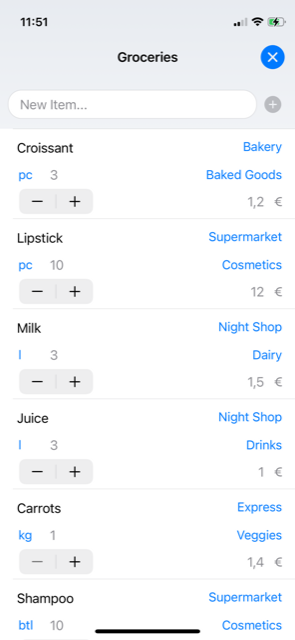 11:51
Groceries
New Item...
Croissant Bakery
pc 3 Baked Goods
− + 1,2 €
Lipstick Supermarket
pc 10 Cosmetics
− + 12 €
Milk Night Shop
l 3 Dairy
− + 1,5 €
Juice Night Shop
l 3 Drinks
− + 1 €
Carrots Express
kg 1 Veggies
− + 1,4 €
Shampoo Supermarket
btl 10 Cosmetics